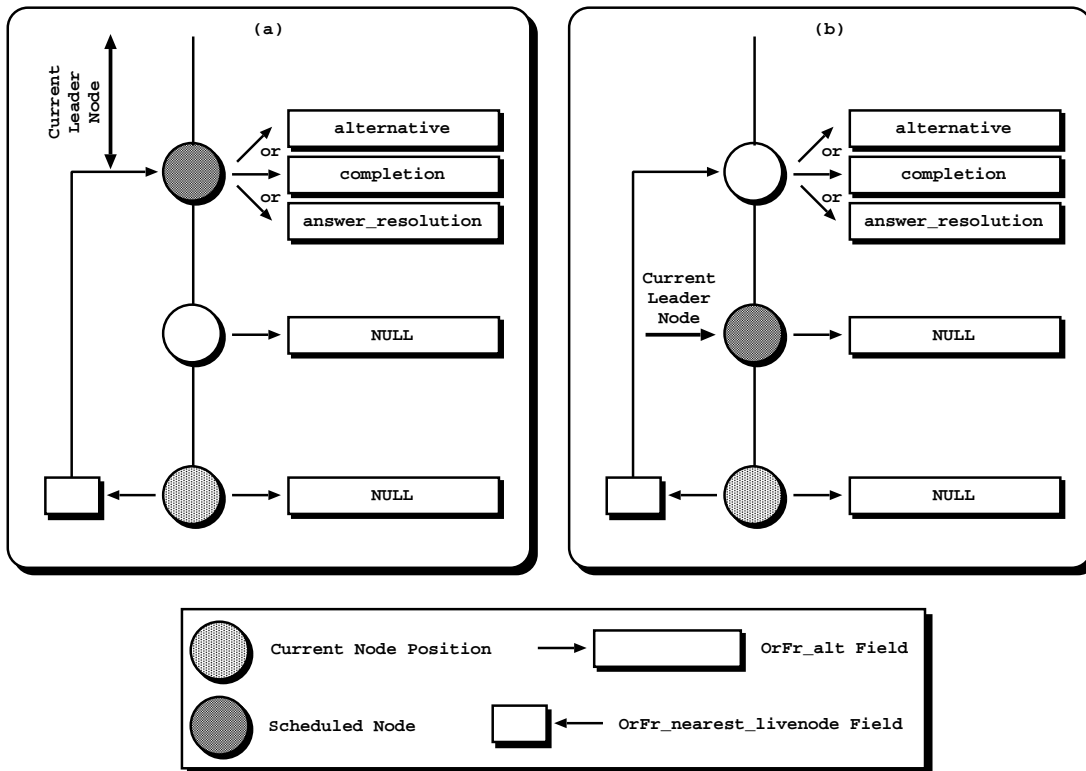 (a)
Current
Leader
Node
alternative
or
completion
or
answer_resolution
NULL
NULL
(b)
alternative
or
completion
or
answer_resolution
Current
Leader
Node
NULL
NULL
Current Node Position
OrFr_alt Field
Scheduled Node
OrFr_nearest_livenode Field